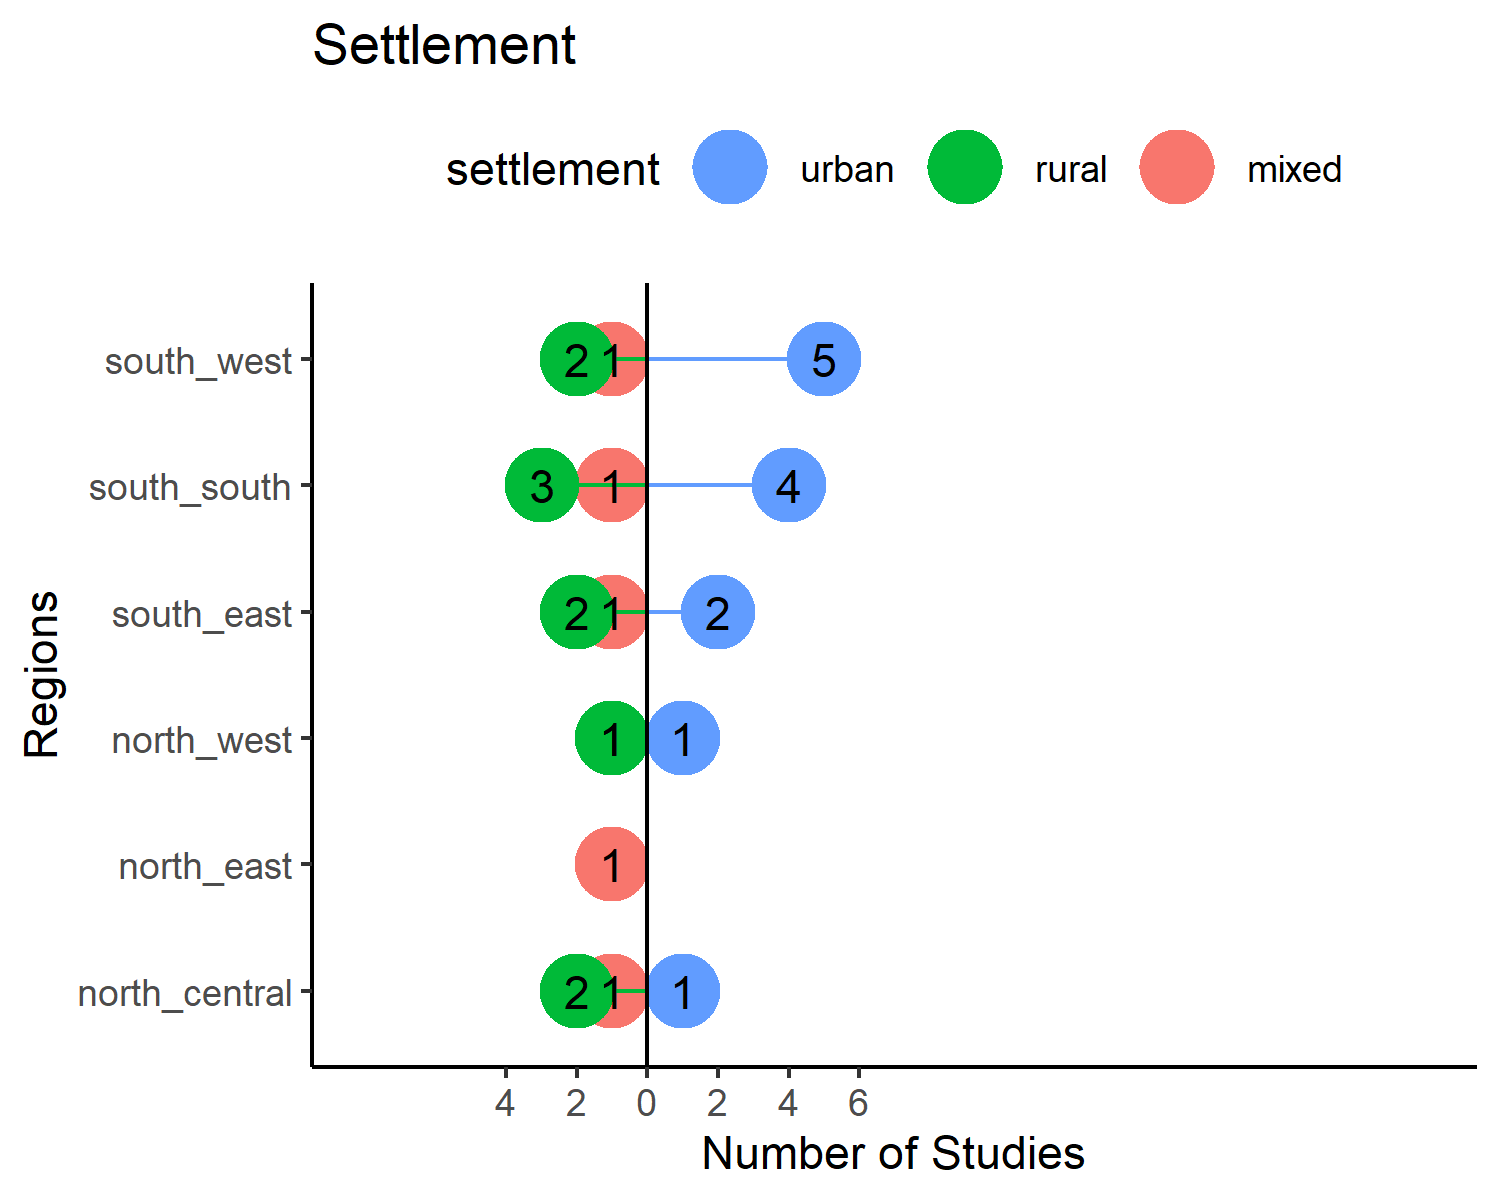 Settlement
settlement urban rural mixed
south_west 2 1 5
south_south 3 1 4
south_east 2 1 2
north_west 1 1
north_east 1
north_central 2 1 1
4 2 0 2 4 6
Number of Studies
Regions